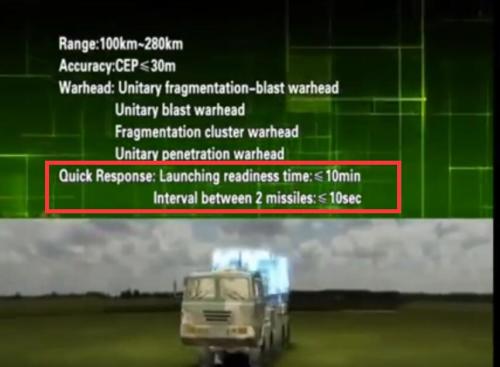 Range:100km~280km
Accuracy:CEP≤30m
Warhead: Unitary fragmentation-blast warhead
Unitary blast warhead
Fragmentation cluster warhead
Unitary penetration warhead
Quick Response: Launching readiness time:≤10min
Interval between 2 missiles:≤10sec